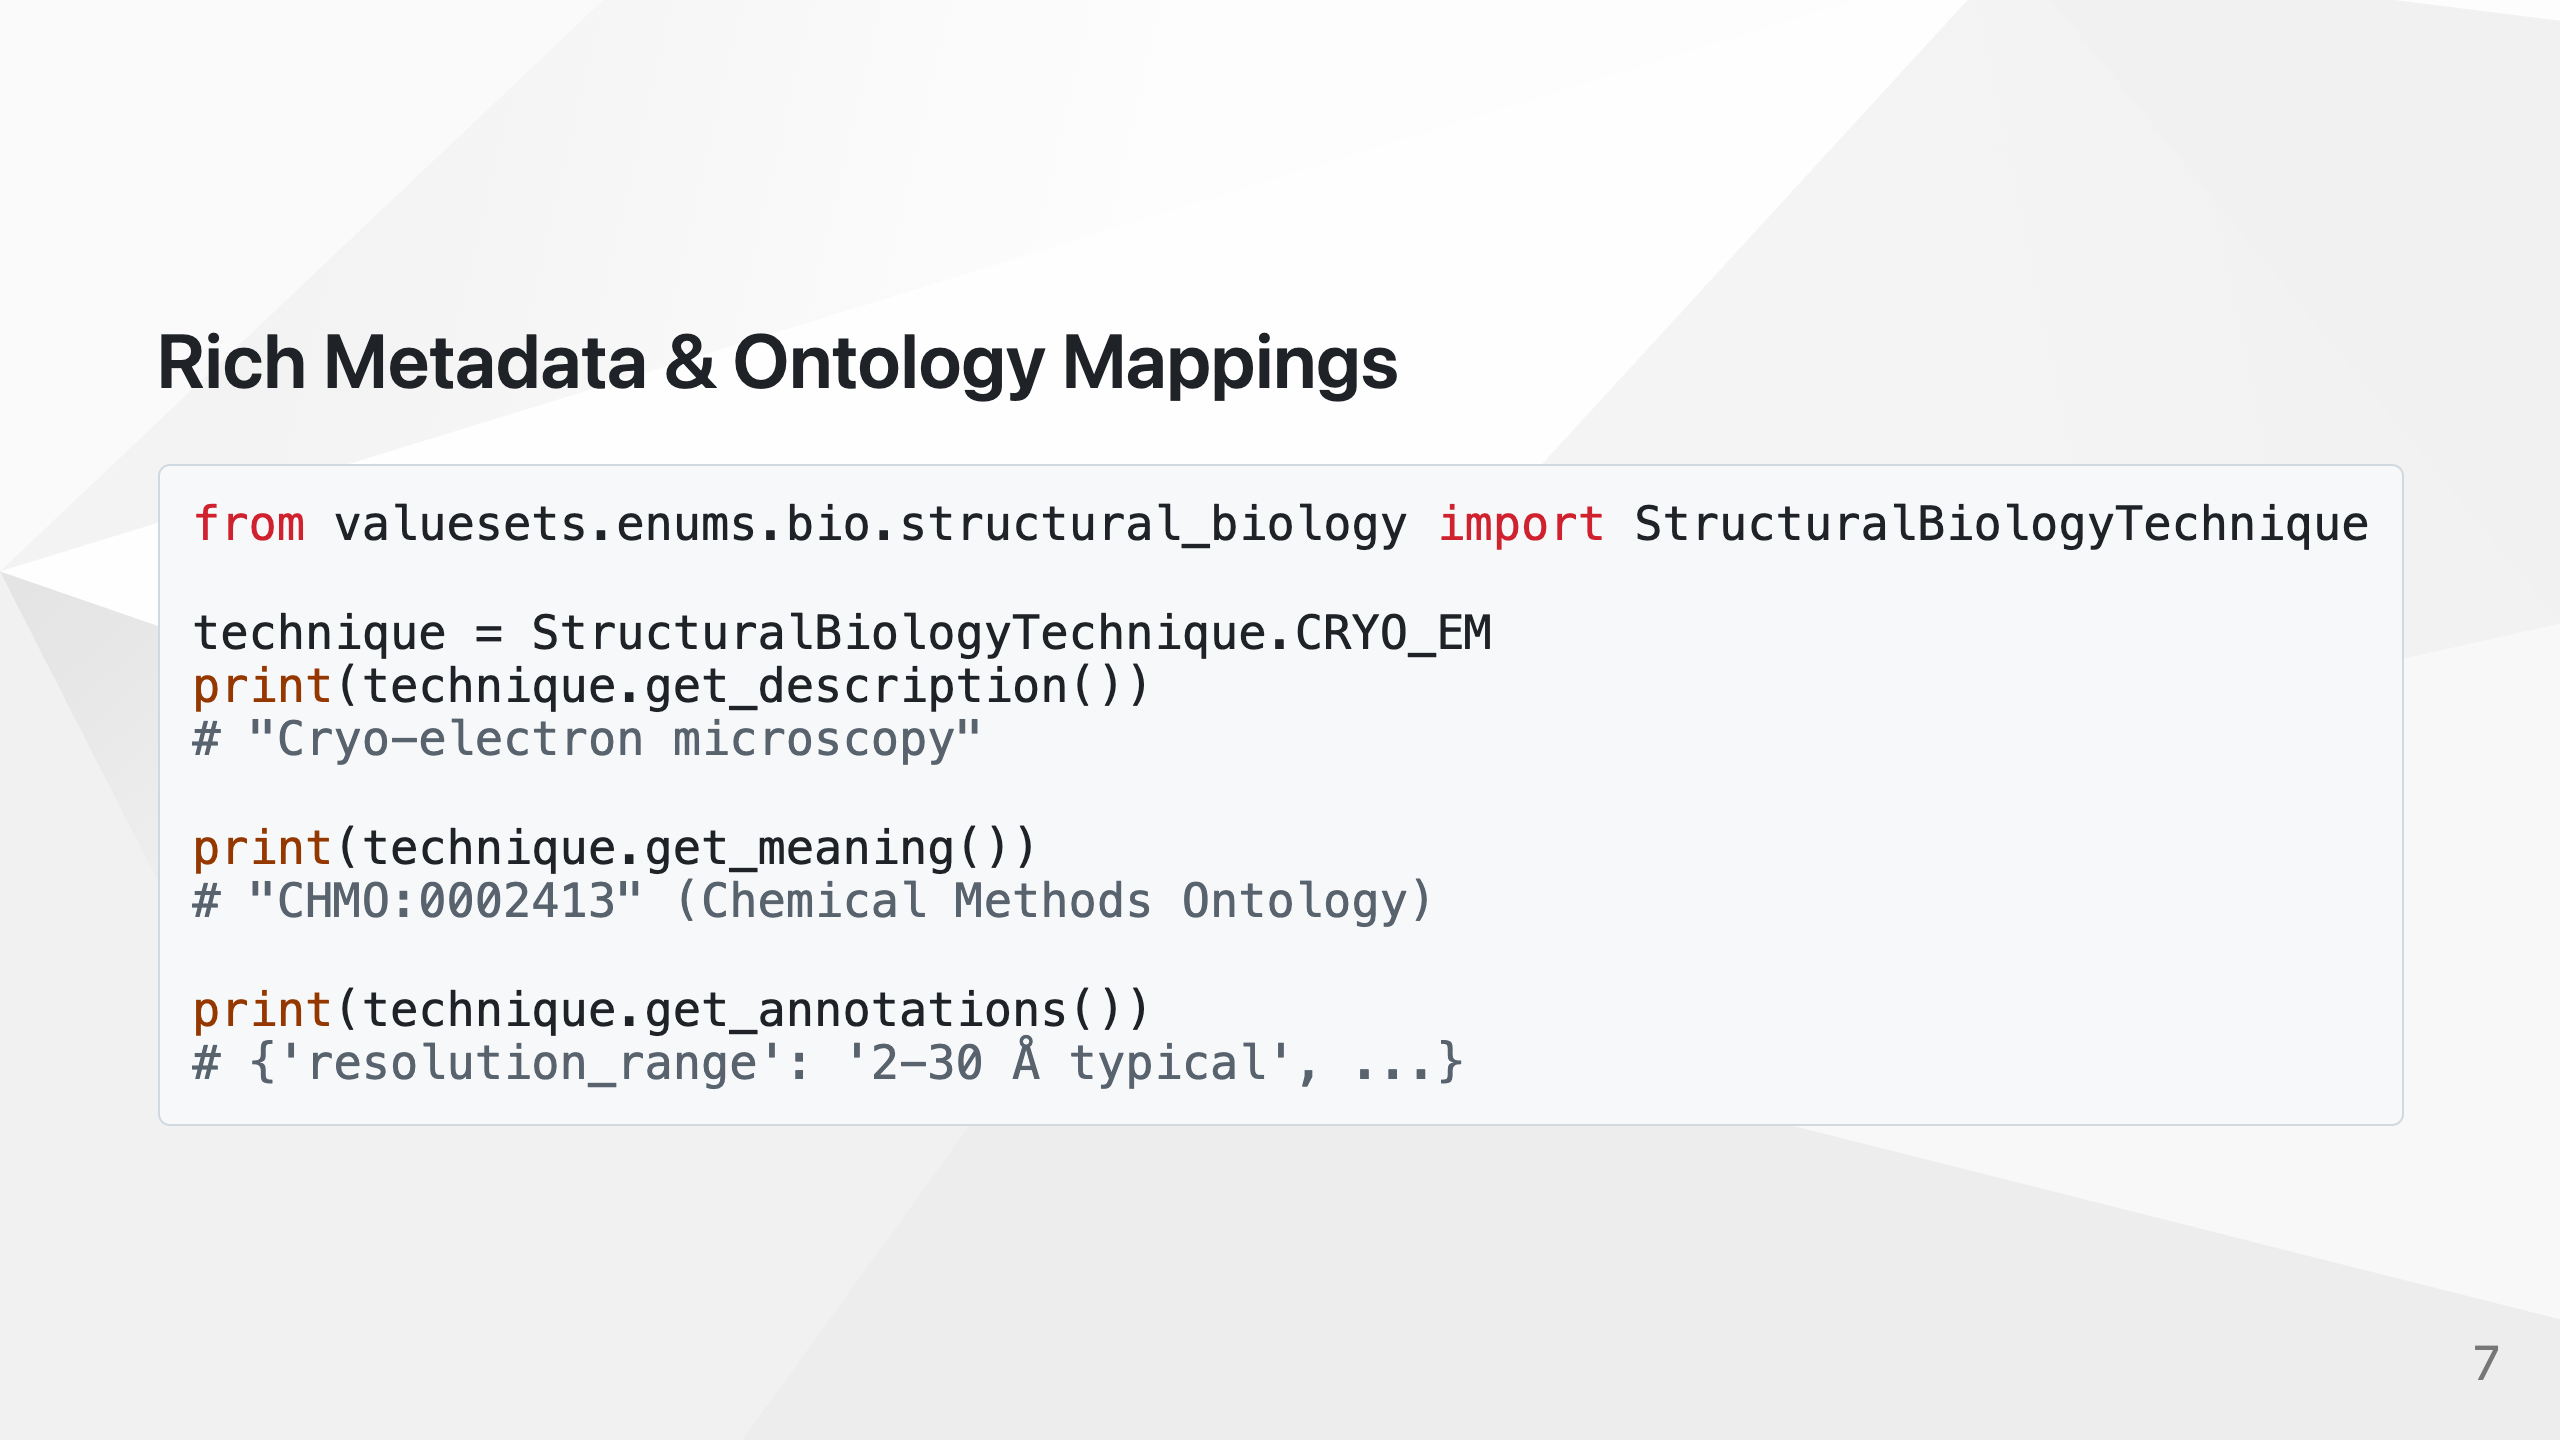 Rich Metadata & Ontology Mappings
from valuesets.enums.bio.structural_biology import StructuralBiologyTechnique
technique = StructuralBiologyTechnique.CRYO_EM
print(technique.get_description())
# "Cryo-electron microscopy"
print(technique.get_meaning())
# "CHMO:0002413" (Chemical Methods Ontology)
print(technique.get_annotations())
# {'resolution_range': '2-30 Å typical', ...}
7